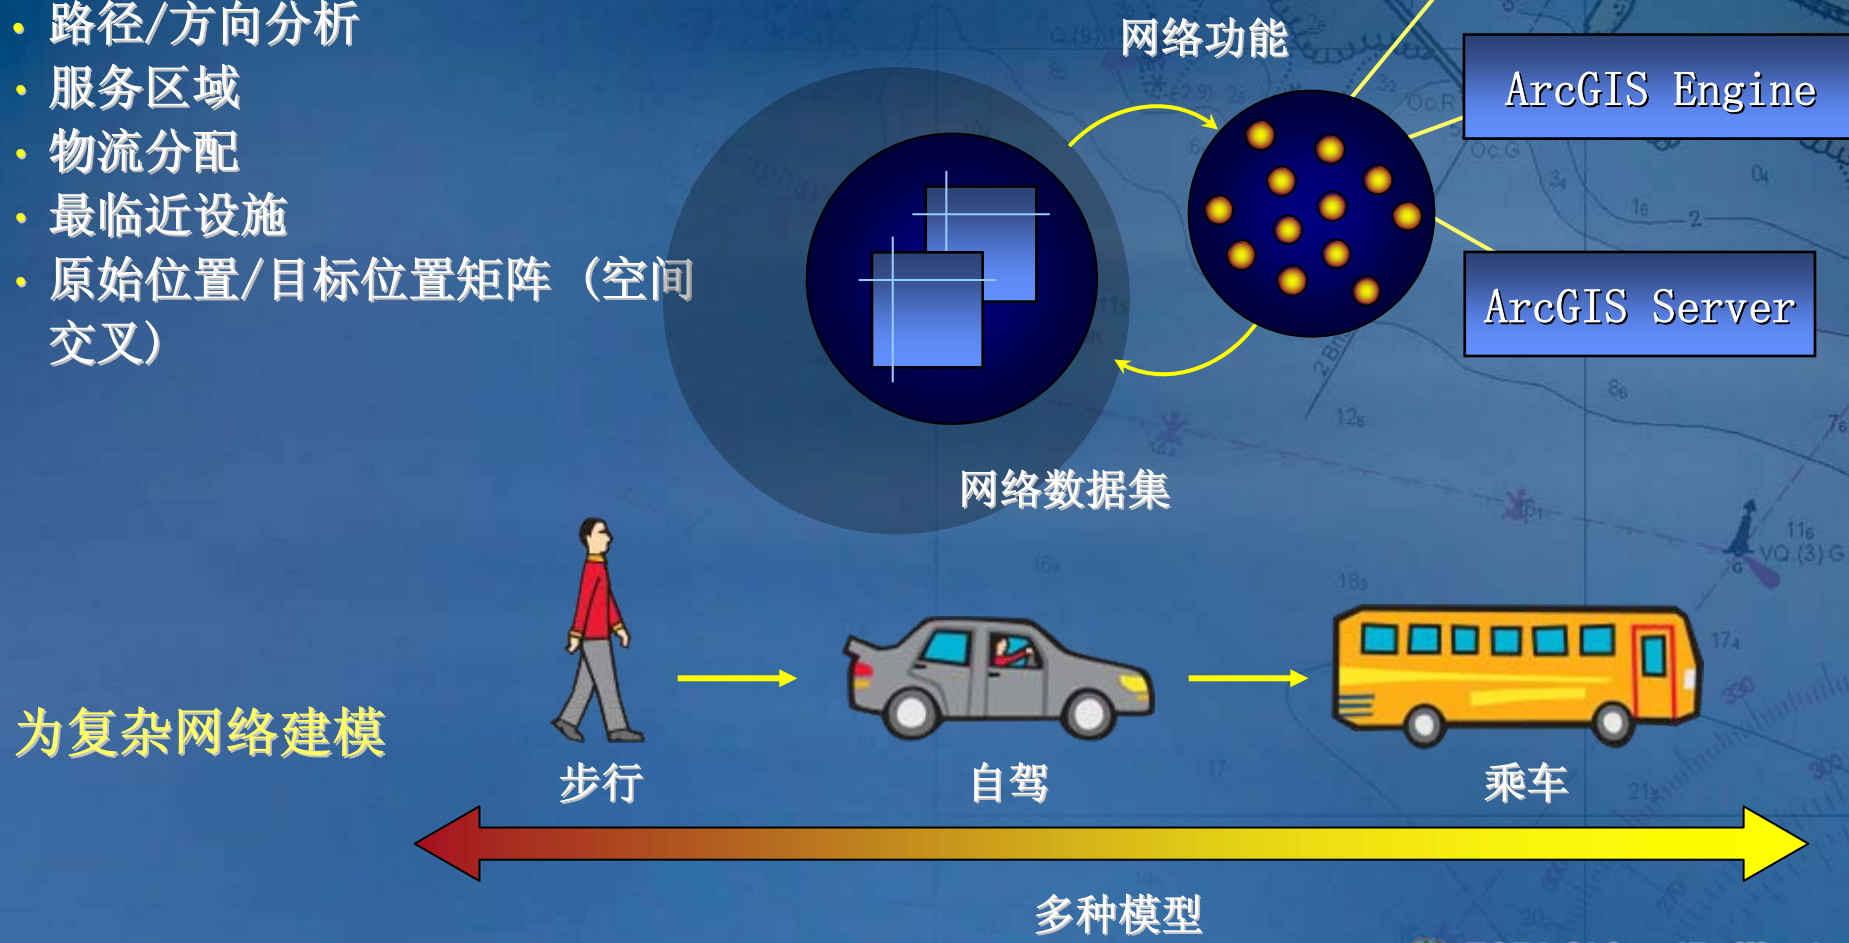 • 路径/方向分析
• 服务区域
• 物流分配
• 最临近设施
• 原始位置/目标位置矩阵 (空间
交叉)
网络功能
ArcGIS Engine
ArcGIS Server
网络数据集
为复杂网络建模
步行
自驾
乘车
多种模型